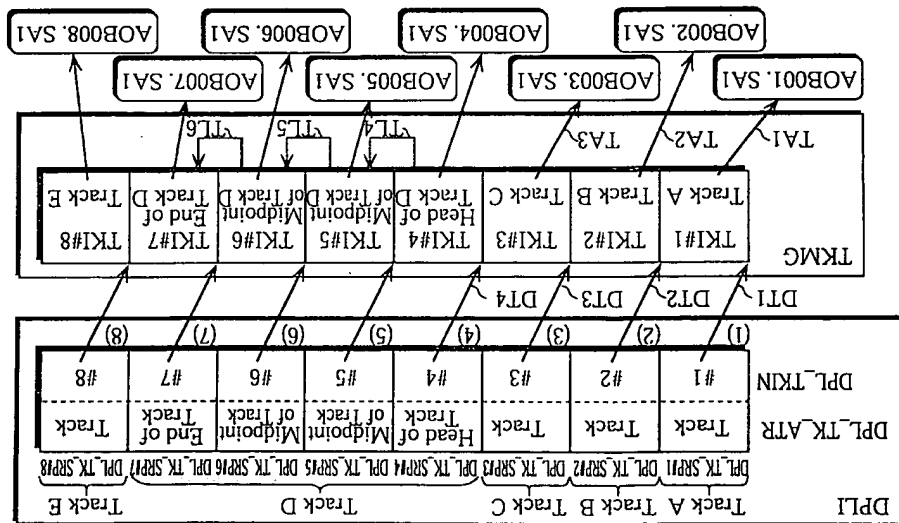 DPLI
Track A Track B Track C Track D Track E
DPL_TK_SRP#1 DPL_TK_SRP#2 DPL_TK_SRP#3 DPL_TK_SRP#4 DPL_TK_SRP#5 DPL_TK_SRP#6 DPL_TK_SRP#7 DPL_TK_SRP#8
DPL_TK_ATR Track Track Track Head of Track Midpoint of Track Midpoint of Track End of Track Track
DPL_TKIN #1 #2 #3 #4 #5 #6 #7 #8
(1) (2) (3) (4) (5) (6) (7) (8)
DT1 DT2 DT3 DT4
TKMG
TKI#1 TKI#2 TKI#3 TKI#4 TKI#5 TKI#6 TKI#7 TKI#8
Track A Track B Track C Head of Track D Midpoint of Track D Midpoint of Track D End of Track D Track E
TA1 TA2 TA3 TL4 TL5 TL6
AOB001. SA1 AOB003. SA1 AOB005. SA1 AOB007. SA1
AOB002. SA1 AOB004. SA1 AOB006. SA1 AOB008. SA1